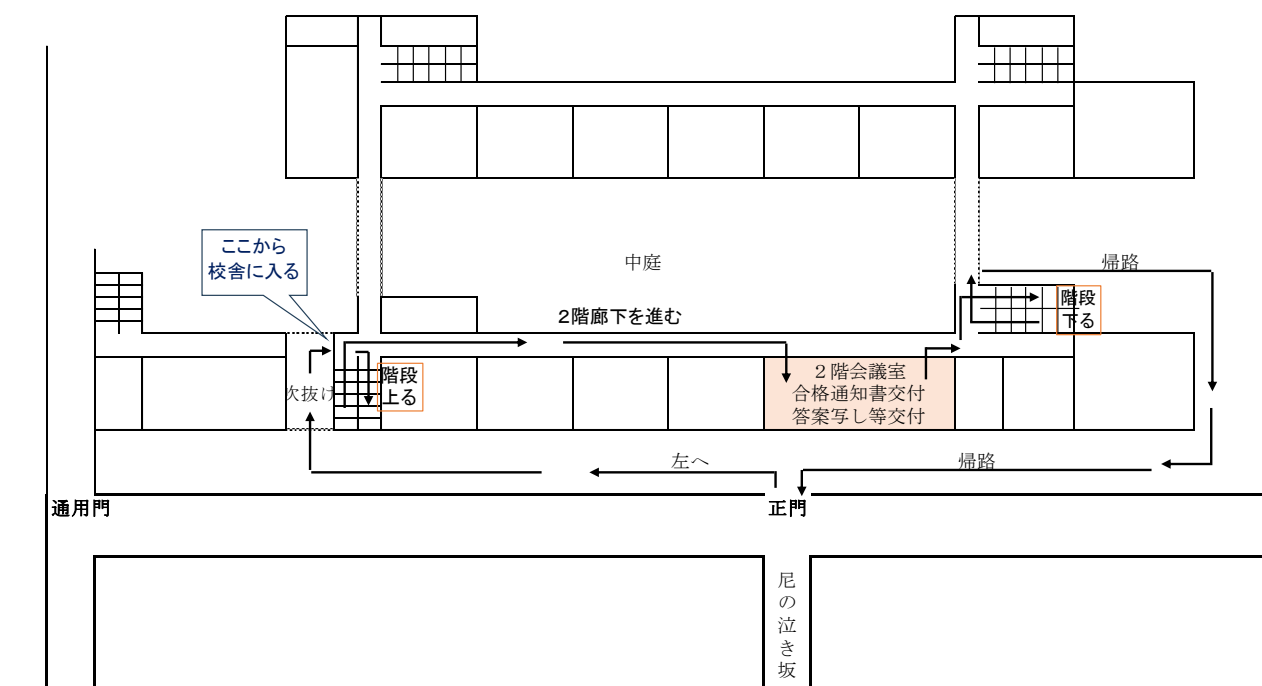 ここから
校舎に入る
中庭
帰路
2階廊下を進む
階段
下る
階段
上る
2階会議室
合格通知書交付
答案写し等交付
次抜け
左へ
帰路
通用門
正門
尼の泣き坂